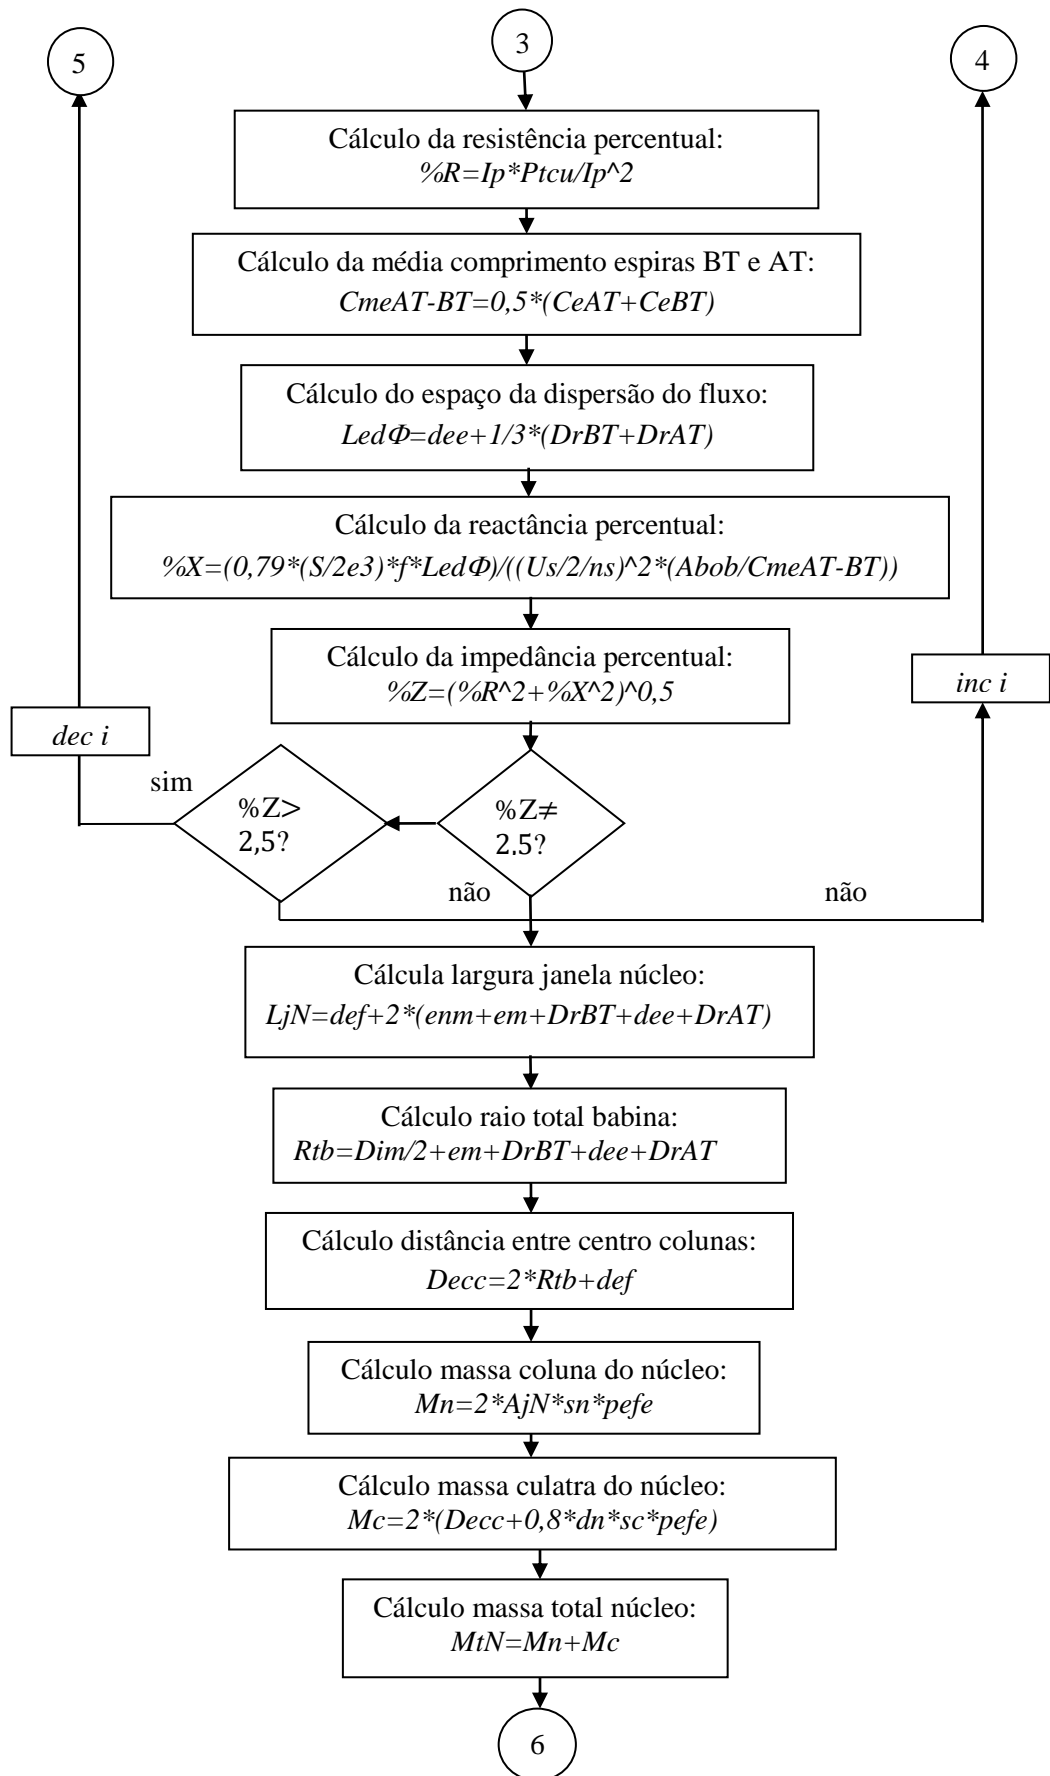 5
3
4
Cálculo da resistência percentual:
%R=Ip*Ptcu/Ip^2
Cálculo da média comprimento espiras BT e AT:
CmeAT-BT=0,5*(CeAT+CeBT)
Cálculo do espaço da dispersão do fluxo:
LedΦ=dee+1/3*(DrBT+DrAT)
Cálculo da reactância percentual:
%X=(0,79*(S/2e3)*f*LedΦ)/((Us/2/ns)^2*(Abob/CmeAT-BT))
Cálculo da impedância percentual:
%Z=(%R^2+%X^2)^0,5
inc i
dec i
sim
%Z>
2,5?
%Z≠
2,5?
não
não
Cálcula largura janela núcleo:
LjN=def+2*(enm+em+DrBT+dee+DrAT)
Cálculo raio total babina:
Rtb=Dim/2+em+DrBT+dee+DrAT
Cálculo distância entre centro colunas:
Decc=2*Rtb+def
Cálculo massa coluna do núcleo:
Mn=2*AjN*sn*pefe
Cálculo massa culatra do núcleo:
Mc=2*(Decc+0,8*dn*sc*pefe)
Cálculo massa total núcleo:
MtN=Mn+Mc
6